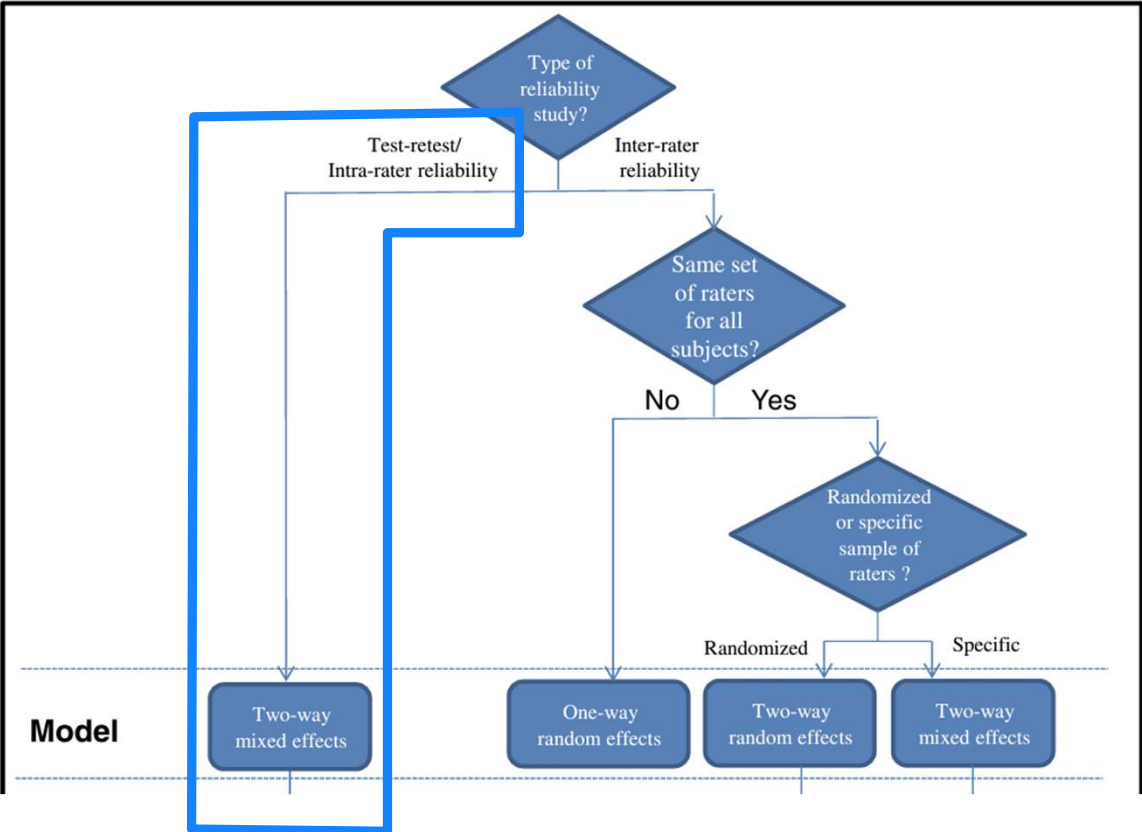 Type of
reliability
study?
Test-retest/
Intra-rater reliability
Inter-rater
reliability
Same set
of raters
for all
subjects?
No
Yes
Randomized
or specific
sample of
raters ?
Randomized
Specific
Model
Two-way
mixed effects
One-way
random effects
Two-way
random effects
Two-way
mixed effects